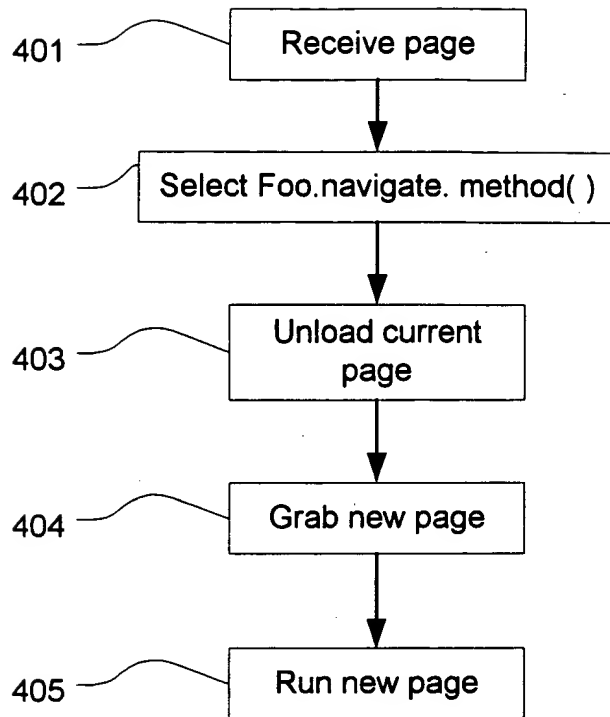 401
Receive page
402
Select Foo.navigate. method( )
403
Unload current
page
404
Grab new page
405
Run new page